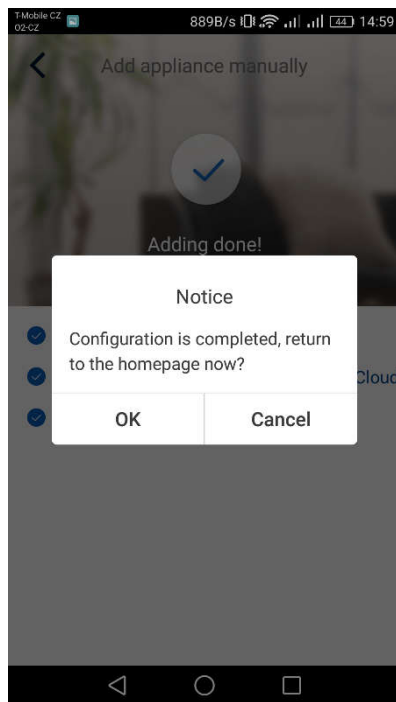 T-Mobile CZ
O2-CZ
889B/s 44 14:59
Add appliance manually
Adding done!
Notice
Configuration is completed, return
to the homepage now?
Cloud
OK Cancel